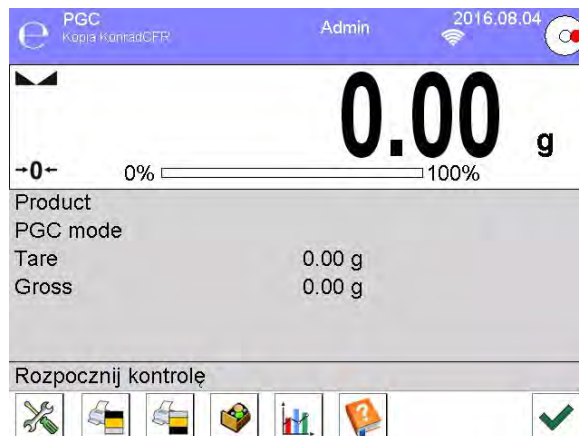 PGC
Kopia KonradCFR
Admin
2016.08.04
0.00 g
→0←
0% 100%
Product
PGC mode
Tare 0.00 g
Gross 0.00 g
Rozpocznij kontrolę